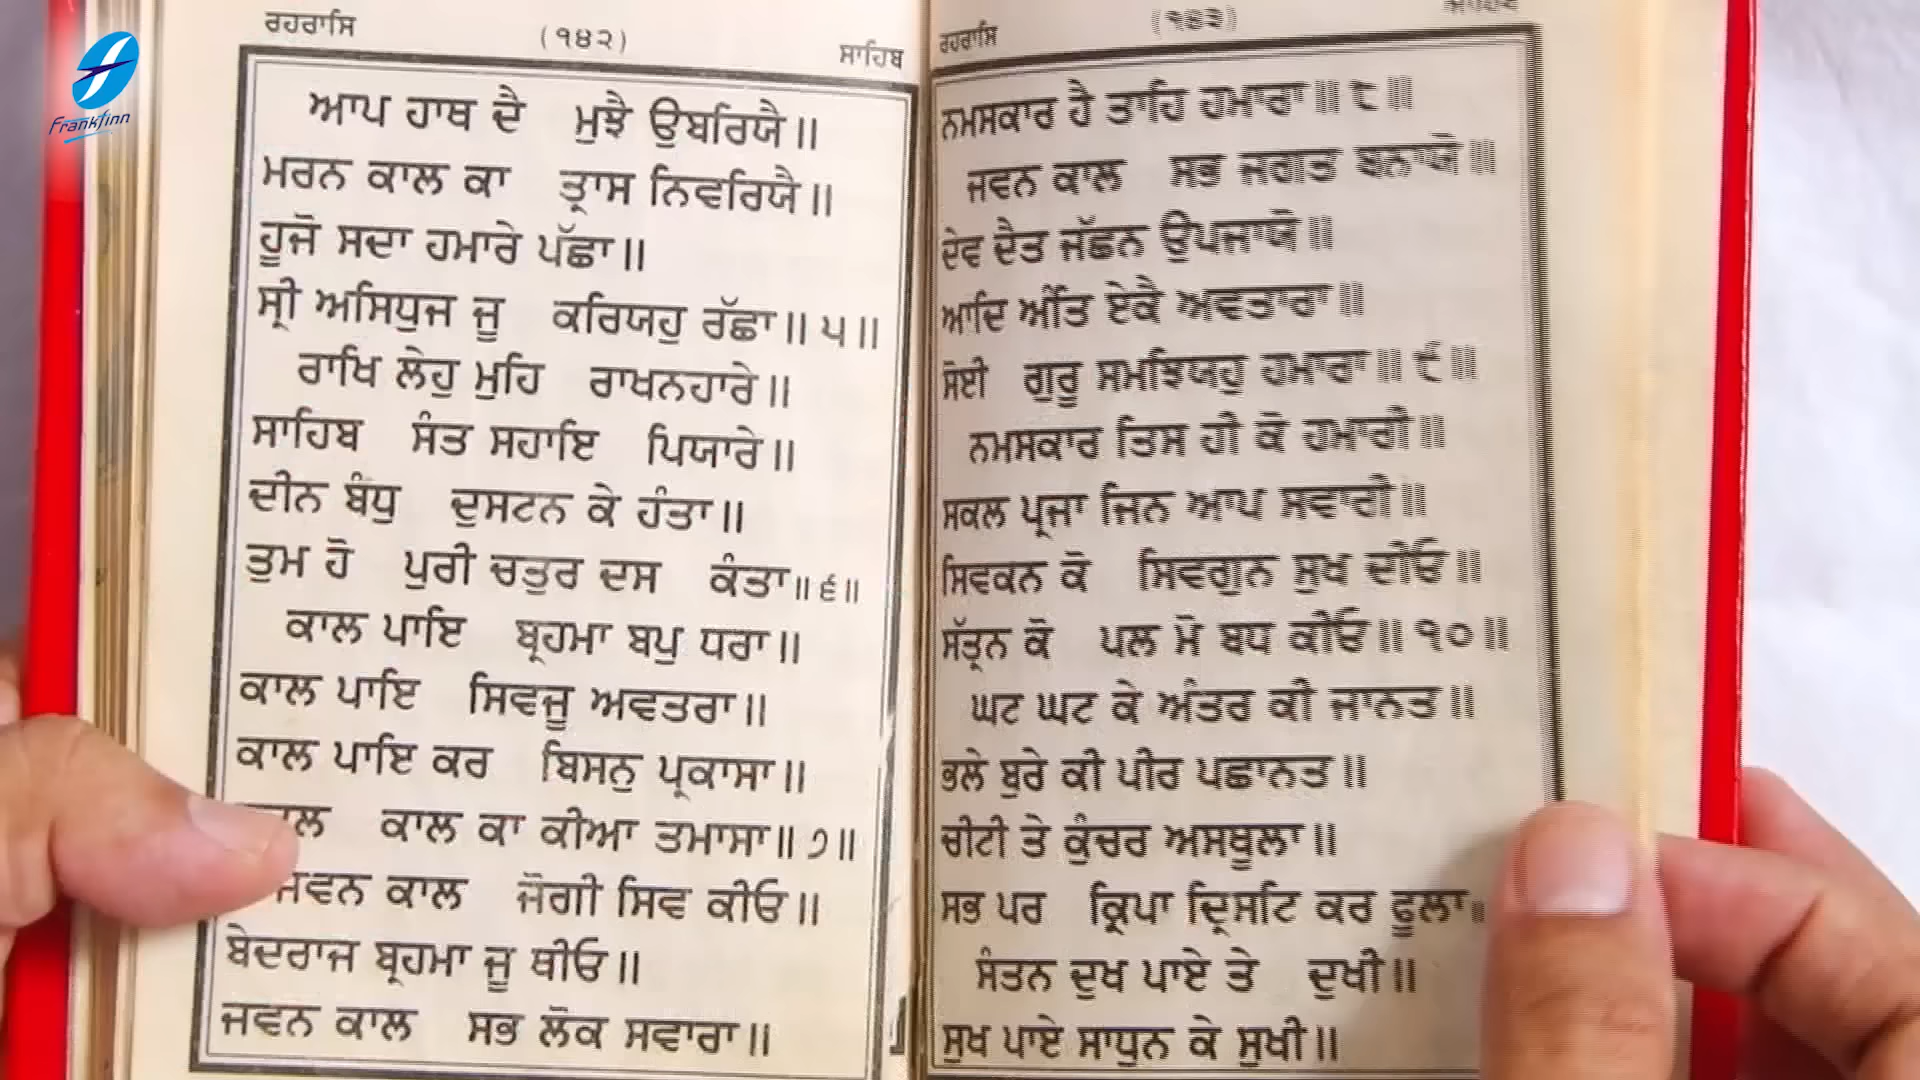 Frankfinn
ਰਹਰਾਸਿ (੧੪੨) ਸਾਹਿਬ
ਆਪ ਹਾਥ ਦੈ ਮੁਝੈ ਉਬਰਿਯੈ॥
ਮਰਨ ਕਾਲ ਕਾ ਤ੍ਰਾਸ ਨਿਵਰਿਯੈ॥
ਹੂਜੋ ਸਦਾ ਹਮਾਰੇ ਪੱਛਾ॥
ਸ੍ਰੀ ਅਸਿਧੁਜ ਜੂ ਕਰਿਯਹੁ ਰੱਛਾ॥੫॥
ਰਾਖਿ ਲੇਹੁ ਮੁਹਿ ਰਾਖਨਹਾਰੇ॥
ਸਾਹਿਬ ਸੰਤ ਸਹਾਇ ਪਿਯਾਰੇ॥
ਦੀਨ ਬੰਧੁ ਦੁਸਟਨ ਕੇ ਹੰਤਾ॥
ਤੁਮ ਹੋ ਪੁਰੀ ਚਤੁਰ ਦਸ ਕੰਤਾ॥੬॥
ਕਾਲ ਪਾਇ ਬ੍ਰਹਮਾ ਬਪੁ ਧਰਾ॥
ਕਾਲ ਪਾਇ ਸਿਵਜੂ ਅਵਤਰਾ॥
ਕਾਲ ਪਾਇ ਕਰ ਬਿਸਨੁ ਪ੍ਰਕਾਸਾ॥
ਕਾਲ ਕਾ ਕੀਆ ਤਮਾਸਾ॥੭॥
ਜਵਨ ਕਾਲ ਜੋਗੀ ਸਿਵ ਕੀਓ॥
ਬੇਦਰਾਜ ਬ੍ਰਹਮਾ ਜੂ ਥੀਓ॥
ਜਵਨ ਕਾਲ ਸਭ ਲੋਕ ਸਵਾਰਾ॥
ਰਹਰਾਸਿ (੧੪੩) ਸਾਹਿਬ
ਨਮਸਕਾਰ ਹੈ ਤਾਹਿ ਹਮਾਰਾ॥੮॥
ਜਵਨ ਕਾਲ ਸਭ ਜਗਤ ਬਨਾਯੋ॥
ਦੇਵ ਦੈਤ ਜੱਛਨ ਉਪਜਾਯੋ॥
ਆਦਿ ਅੰਤਿ ਏਕੈ ਅਵਤਾਰਾ॥
ਸੋਈ ਗੁਰੂ ਸਮਝਿਯਹੁ ਹਮਾਰਾ॥੯॥
ਨਮਸਕਾਰ ਤਿਸ ਹੀ ਕੋ ਹਮਾਰੀ॥
ਸਕਲ ਪ੍ਰਜਾ ਜਿਨ ਆਪ ਸਵਾਰੀ॥
ਸਿਵਕਨ ਕੋ ਸਿਵਗੁਨ ਸੁਖ ਦੀਓ॥
ਸੱਤ੍ਰਨ ਕੋ ਪਲ ਮੋ ਬਧ ਕੀਓ॥੧੦॥
ਘਟ ਘਟ ਕੇ ਅੰਤਰ ਕੀ ਜਾਨਤ॥
ਭਲੇ ਬੁਰੇ ਕੀ ਪੀਰ ਪਛਾਨਤ॥
ਚੀਟੀ ਤੇ ਕੁੰਚਰ ਅਸਥੂਲਾ॥
ਸਭ ਪਰ ਕ੍ਰਿਪਾ ਦ੍ਰਿਸਟਿ ਕਰ ਫੂਲਾ॥
ਸੰਤਨ ਦੁਖ ਪਾਏ ਤੇ ਦੁਖੀ॥
ਸੁਖ ਪਾਏ ਸਾਧੁਨ ਕੇ ਸੁਖੀ॥